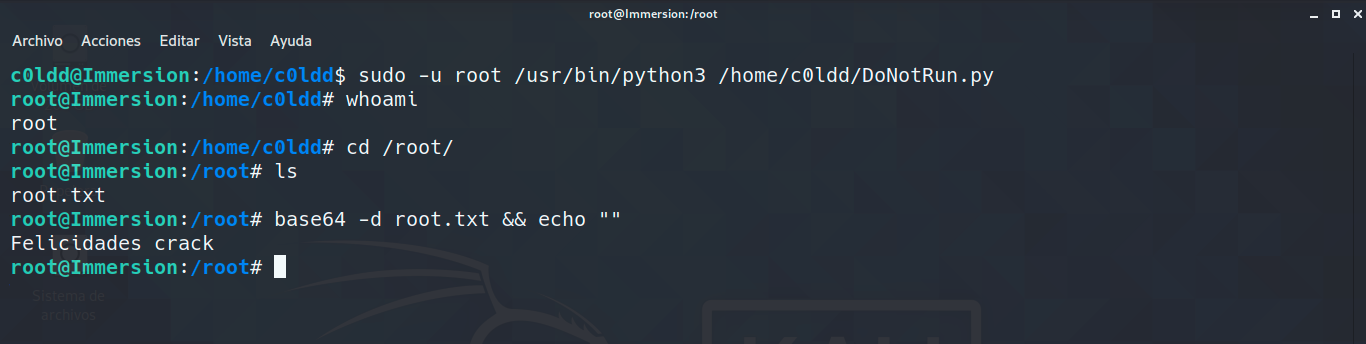 root@Immersion:/root
Archivo Acciones Editar Vista Ayuda
c0ldd@Immersion:/home/c0ldd$ sudo -u root /usr/bin/python3 /home/c0ldd/DoNotRun.py
root@Immersion:/home/c0ldd# whoami
root
root@Immersion:/home/c0ldd# cd /root/
root@Immersion:/root# ls
root.txt
root@Immersion:/root# base64 -d root.txt && echo ""
Felicidades crack
root@Immersion:/root#
Sistema de
archivos
KALI